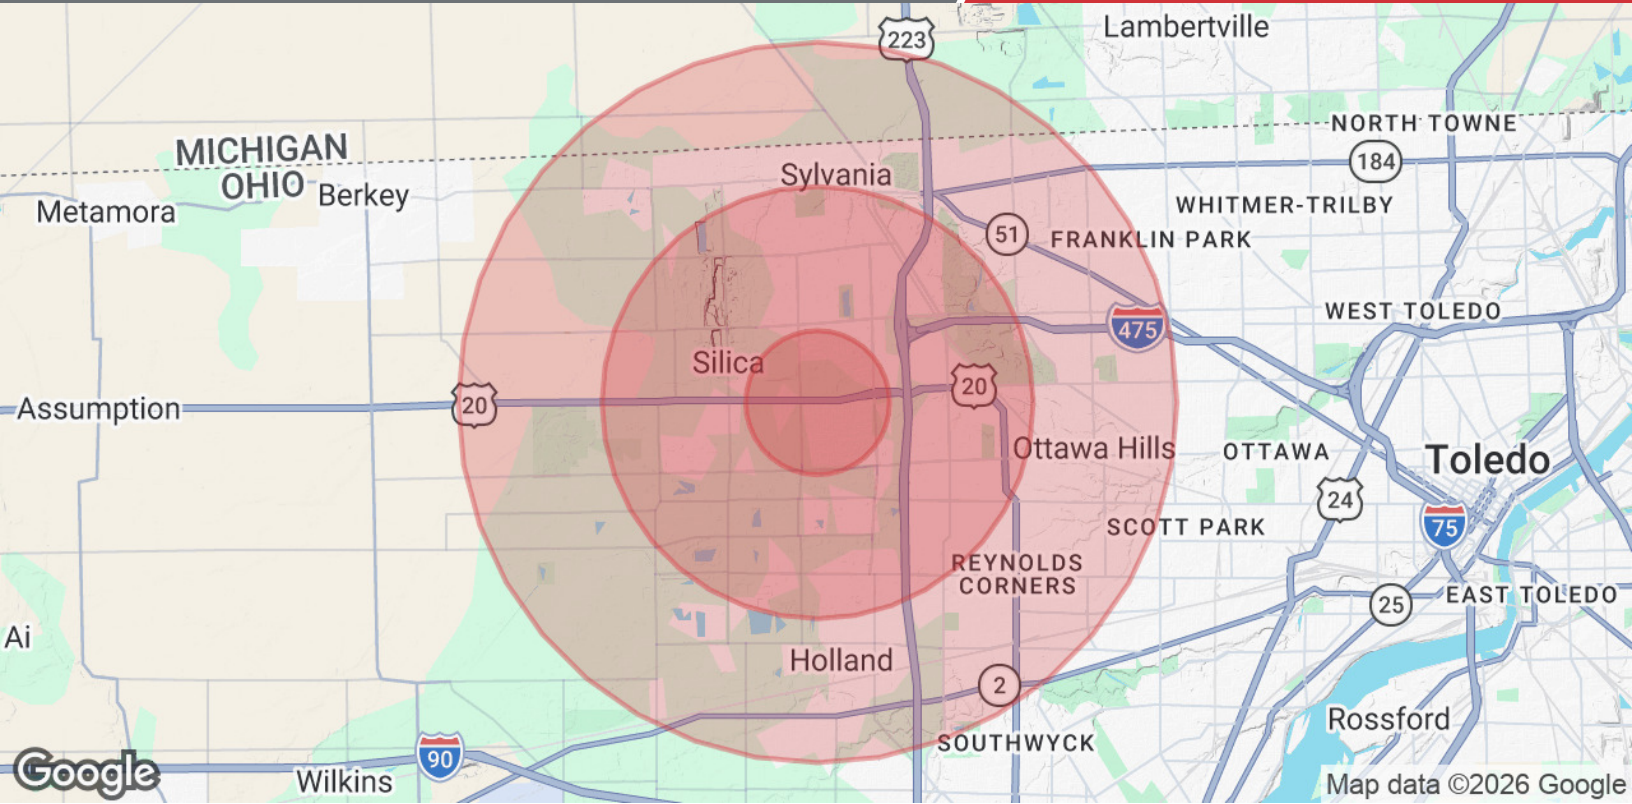 223
Lambertville
MICHIGAN
OHIO
NORTH TOWNE
184
Sylvania
Berkey
Metamora
WHITMER-TRILBY
51
FRANKLIN PARK
WEST TOLEDO
475
Silica
20
20
Assumption
Ottawa Hills
OTTAWA
Toledo
24
SCOTT PARK
75
REYNOLDS
CORNERS
25
EAST TOLEDO
Ai
Holland
2
Rossford
SOUTHWYCK
90
Google
Wilkins
Map data ©2026 Google